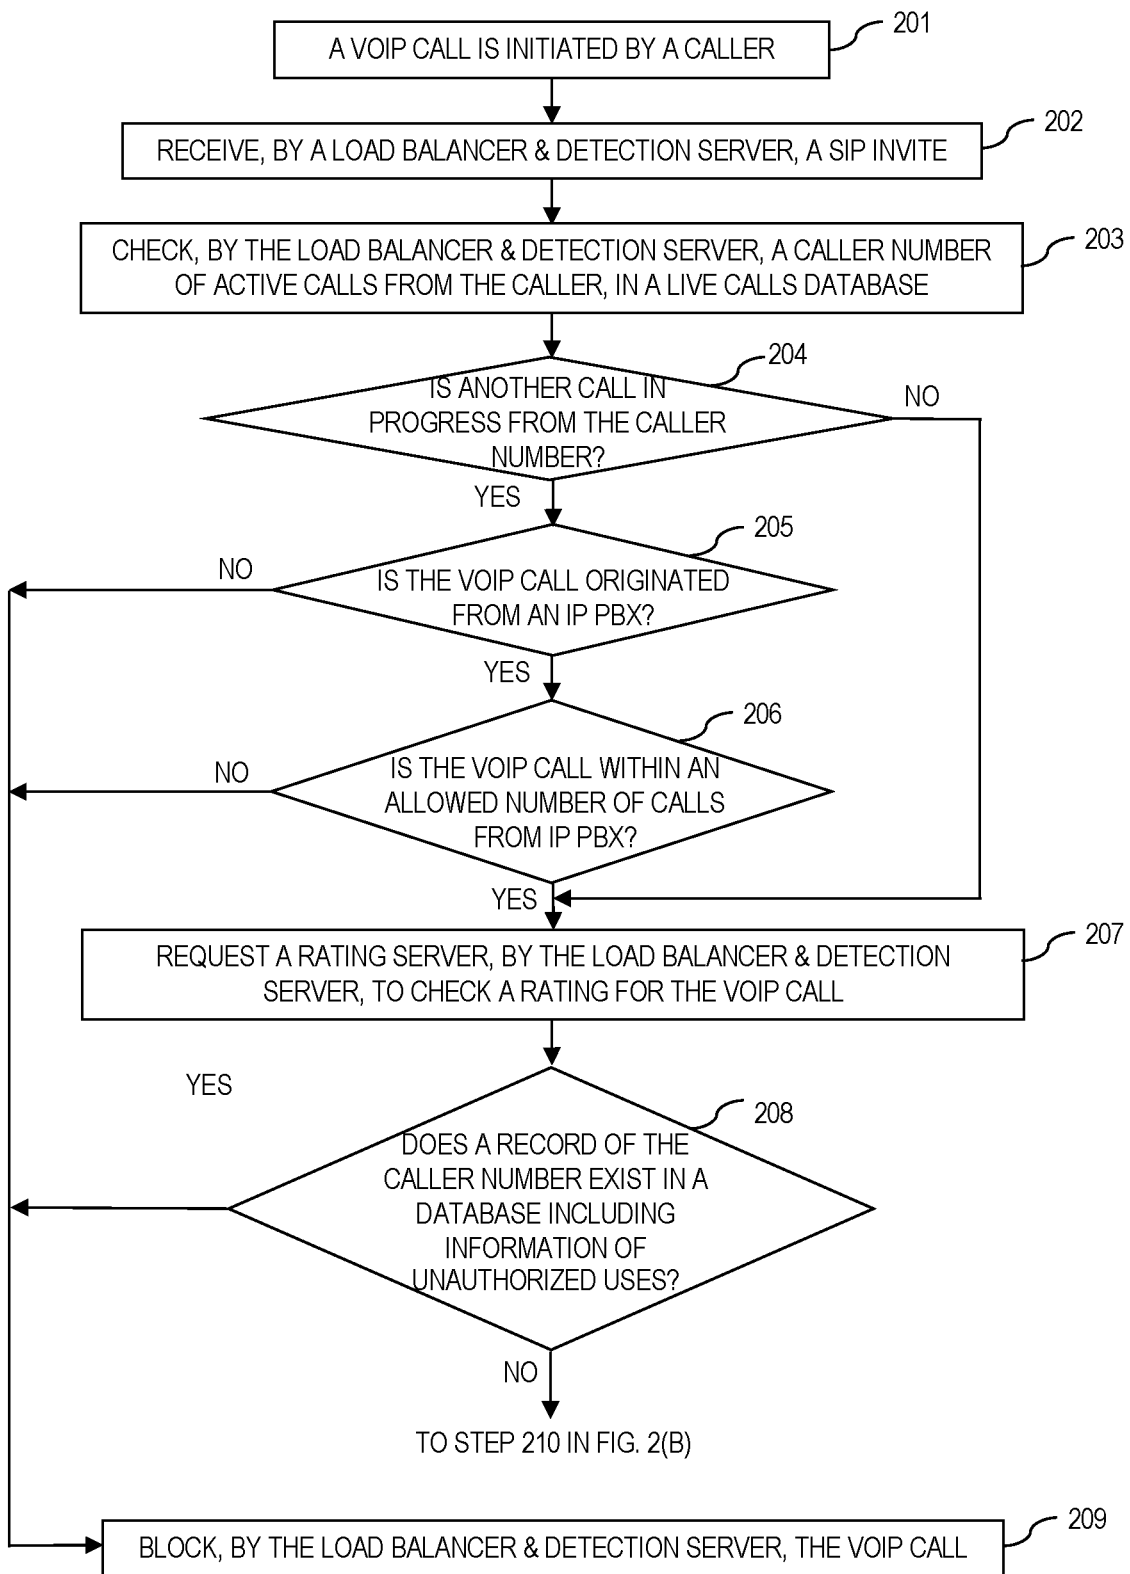 201
A VOIP CALL IS INITIATED BY A CALLER
202
RECEIVE, BY A LOAD BALANCER & DETECTION SERVER, A SIP INVITE
203
CHECK, BY THE LOAD BALANCER & DETECTION SERVER, A CALLER NUMBER
OF ACTIVE CALLS FROM THE CALLER, IN A LIVE CALLS DATABASE
204
IS ANOTHER CALL IN
PROGRESS FROM THE CALLER
NUMBER?
NO
YES
205
NO
IS THE VOIP CALL ORIGINATED
FROM AN IP PBX?
YES
206
NO
IS THE VOIP CALL WITHIN AN
ALLOWED NUMBER OF CALLS
FROM IP PBX?
YES
207
REQUEST A RATING SERVER, BY THE LOAD BALANCER & DETECTION
SERVER, TO CHECK A RATING FOR THE VOIP CALL
YES
208
DOES A RECORD OF THE
CALLER NUMBER EXIST IN A
DATABASE INCLUDING
INFORMATION OF
UNAUTHORIZED USES?
NO
TO STEP 210 IN FIG. 2(B)
209
BLOCK, BY THE LOAD BALANCER & DETECTION SERVER, THE VOIP CALL